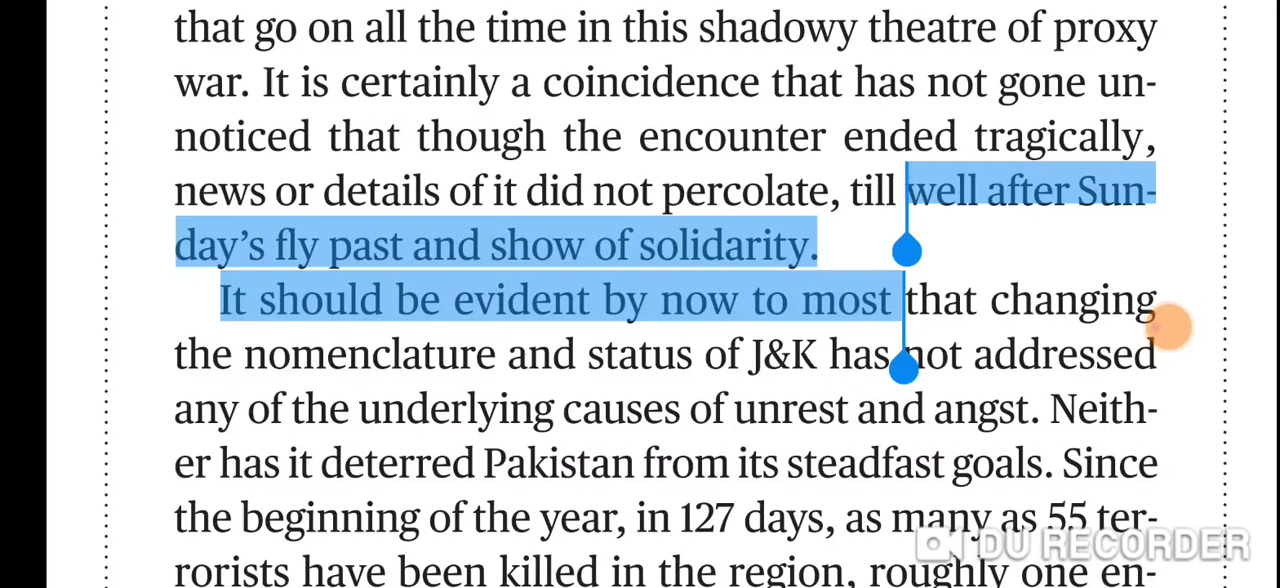 that go on all the time in this shadowy theatre of proxy
war. It is certainly a coincidence that has not gone un-
noticed that though the encounter ended tragically,
news or details of it did not percolate, till well after Sun-
day's fly past and show of solidarity.
It should be evident by now to most that changing
the nomenclature and status of J&K has not addressed
any of the underlying causes of unrest and angst. Neith-
er has it deterred Pakistan from its steadfast goals. Since
the beginning of the year, in 127 days, as many as 55 ter-
rorists have been killed in the region, roughly one en-
DU RECORDER